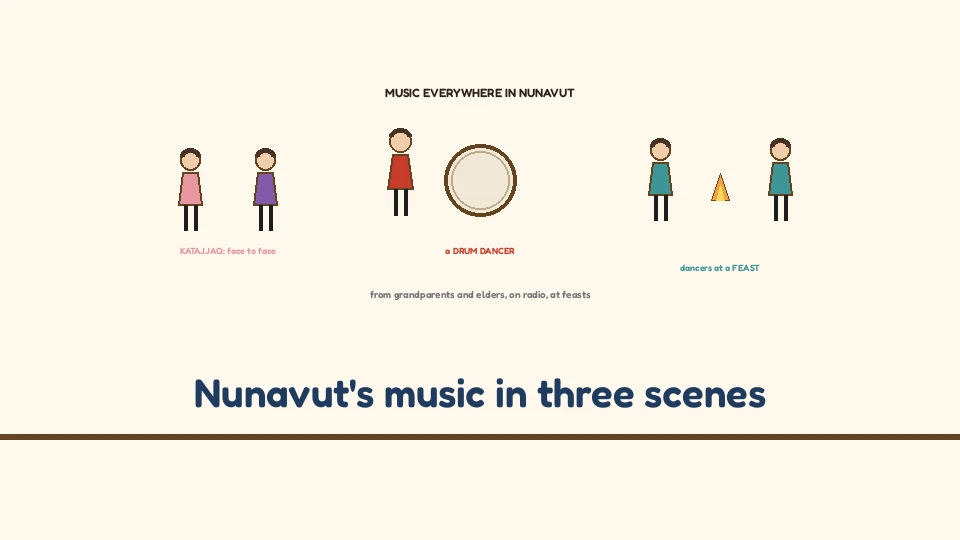 MUSIC EVERYWHERE IN NUNAVUT
KATAJJAQ: face to face
a DRUM DANCER
dancers at a FEAST
from grandparents and elders, on radio, at feasts
Nunavut's music in three scenes